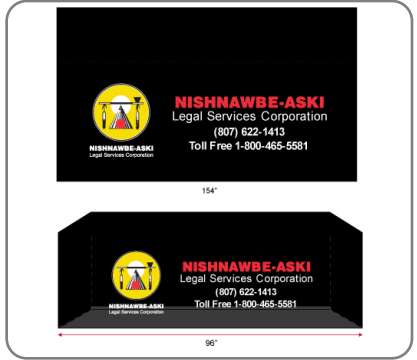 NISHNAWBE-ASKI
Legal Services Corporation
(807) 622-1413
Toll Free 1-800-465-5581
NISHNAWBE-ASKI
Legal Services Corporation
154"
NISHNAWBE-ASKI
Legal Services Corporation
(807) 622-1413
Toll Free 1-800-465-5581
NISHNAWBE-ASKI
Legal Services Corporation
96"